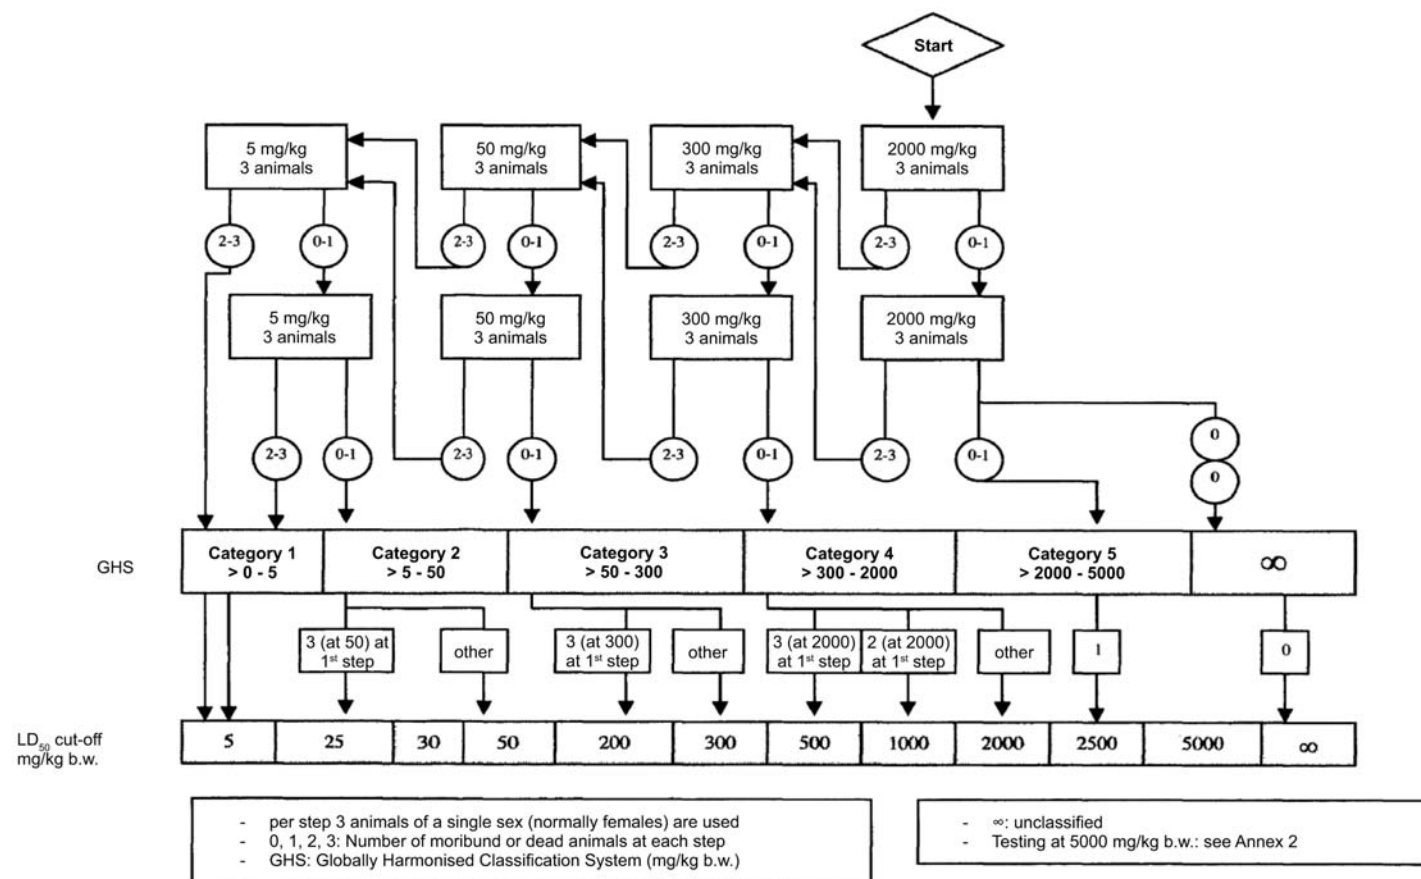 Start
5 mg/kg
3 animals
50 mg/kg
3 animals
300 mg/kg
3 animals
2000 mg/kg
3 animals
2-3
0-1
2-3
0-1
2-3
0-1
2-3
0-1
5 mg/kg
3 animals
50 mg/kg
3 animals
300 mg/kg
3 animals
2000 mg/kg
3 animals
2-3
0-1
2-3
0-1
2-3
0-1
2-3
0-1
0
0
GHS
Category 1
> 0 - 5
Category 2
> 5 - 50
Category 3
> 50 - 300
Category 4
> 300 - 2000
Category 5
> 2000 - 5000
∞
3 (at 50) at
1st step
other
3 (at 300)
at 1st step
other
3 (at 2000)
at 1st step
2 (at 2000)
at 1st step
other
1
0
LD50 cut-off
mg/kg b.w.
5
25
30
50
200
300
500
1000
2000
2500
5000
∞
- per step 3 animals of a single sex (normally females) are used
- 0, 1, 2, 3: Number of moribund or dead animals at each step
- GHS: Globally Harmonised Classification System (mg/kg b.w.)
- ∞: unclassified
- Testing at 5000 mg/kg b.w.: see Annex 2